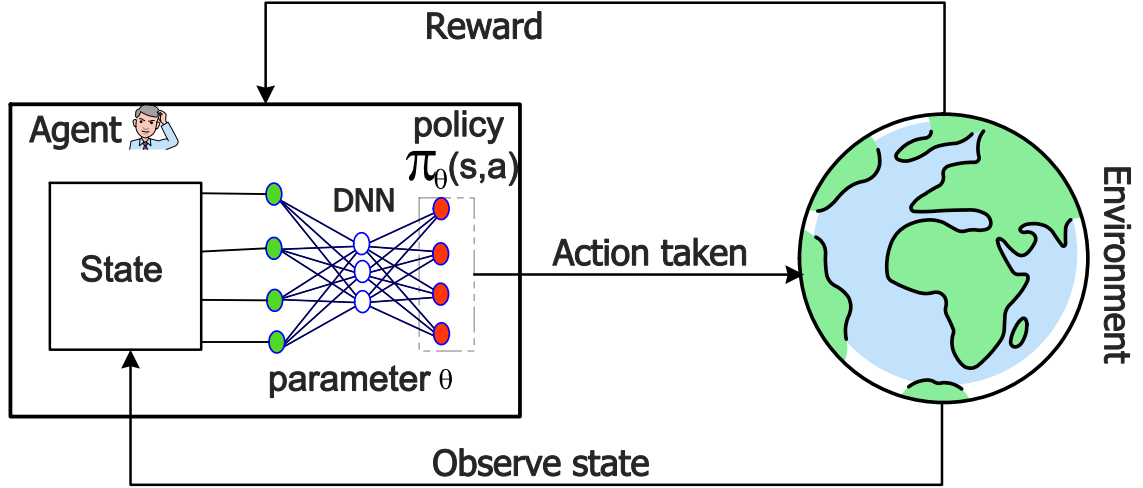 Reward
Agent
policy
πθ(s,a)
DNN
State
parameter θ
Action taken
Environment
Observe state